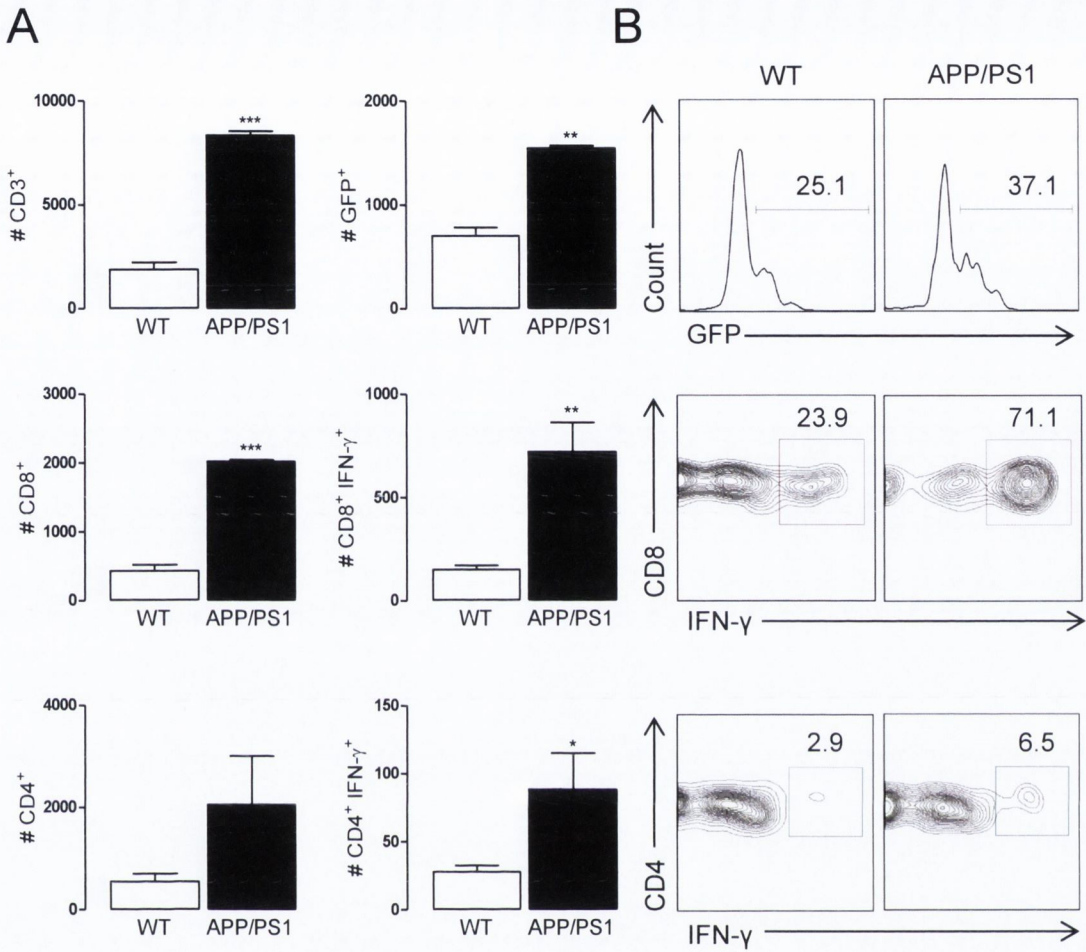 A
B
WT
APP/PS1
10000
5000
0
# CD3+
***
WT
APP/PS1
2000
1000
0
# GFP+
**
WT
APP/PS1
Count
25.1
37.1
GFP
3000
2000
1000
0
# CD8+
***
WT
APP/PS1
1000
500
0
# CD8+ IFN-γ+
**
WT
APP/PS1
CD8
23.9
71.1
IFN-γ
4000
2000
0
# CD4+
WT
APP/PS1
150
100
50
0
# CD4+ IFN-γ+
*
WT
APP/PS1
CD4
2.9
6.5
IFN-γ